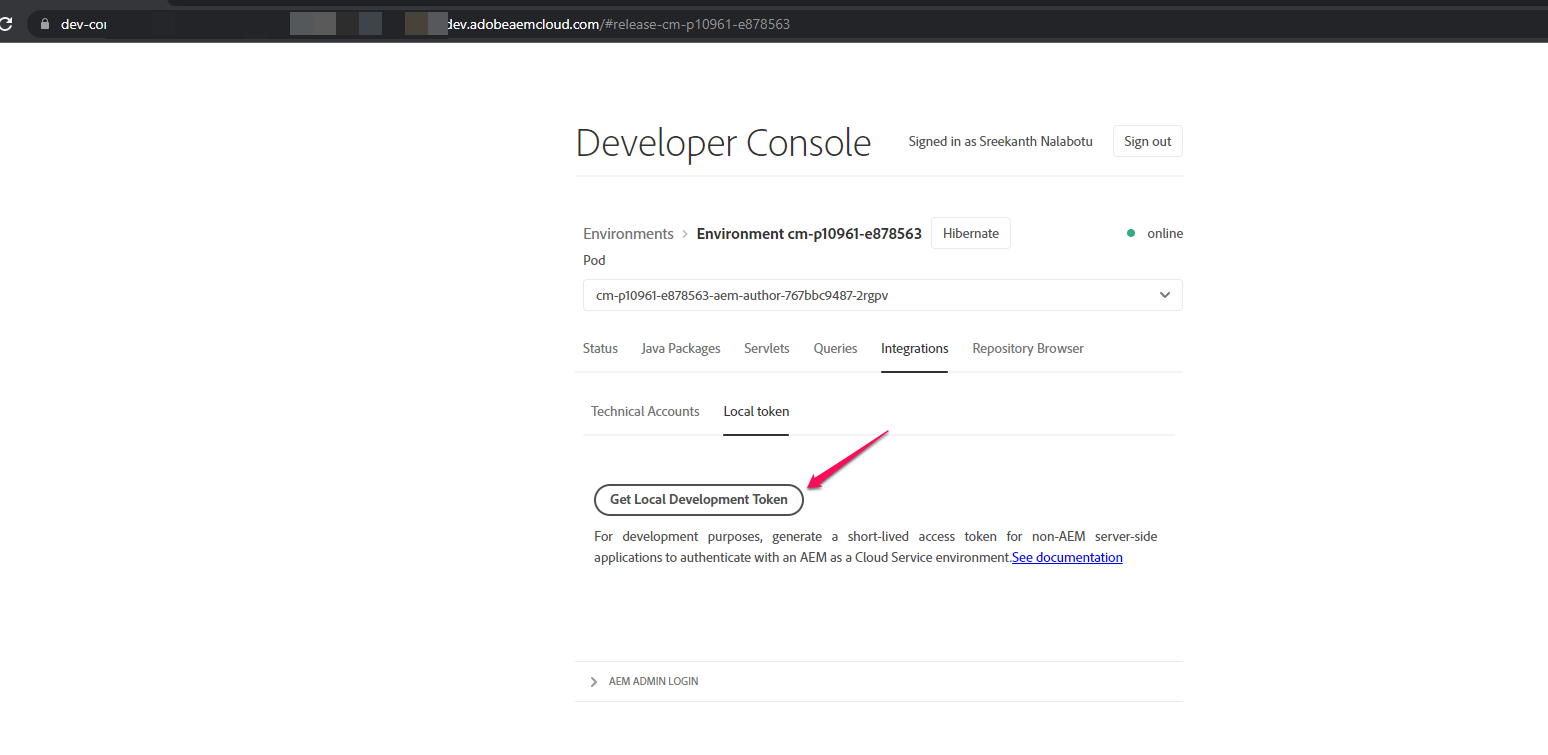 dev-co
dev.adobeaemcloud.com/#release-cm-p10961-e878563
Developer Console
Signed in as Sreekanth Nalabotu
Sign out
Environments > Environment cm-p10961-e878563
Hibernate
online
Pod
cm-p10961-e878563-aem-author-767bbc9487-2rgpv
Status Java Packages Servlets Queries Integrations Repository Browser
Technical Accounts Local token
Get Local Development Token
For development purposes, generate a short-lived access token for non-AEM server-side
applications to authenticate with an AEM as a Cloud Service environment.See documentation
AEM ADMIN LOGIN